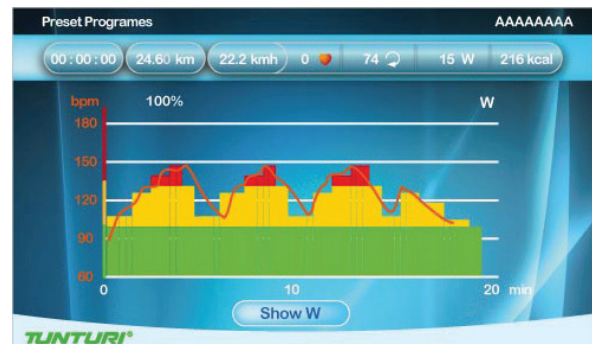 Preset Programes AAAAAAAA
00 : 00 : 00 24.60 km 22.2 kmh 0 74 15 W 216 kcal
bpm 100% W
180
150
120
90
60
0 10 20 min
Show W
TUNTURI®